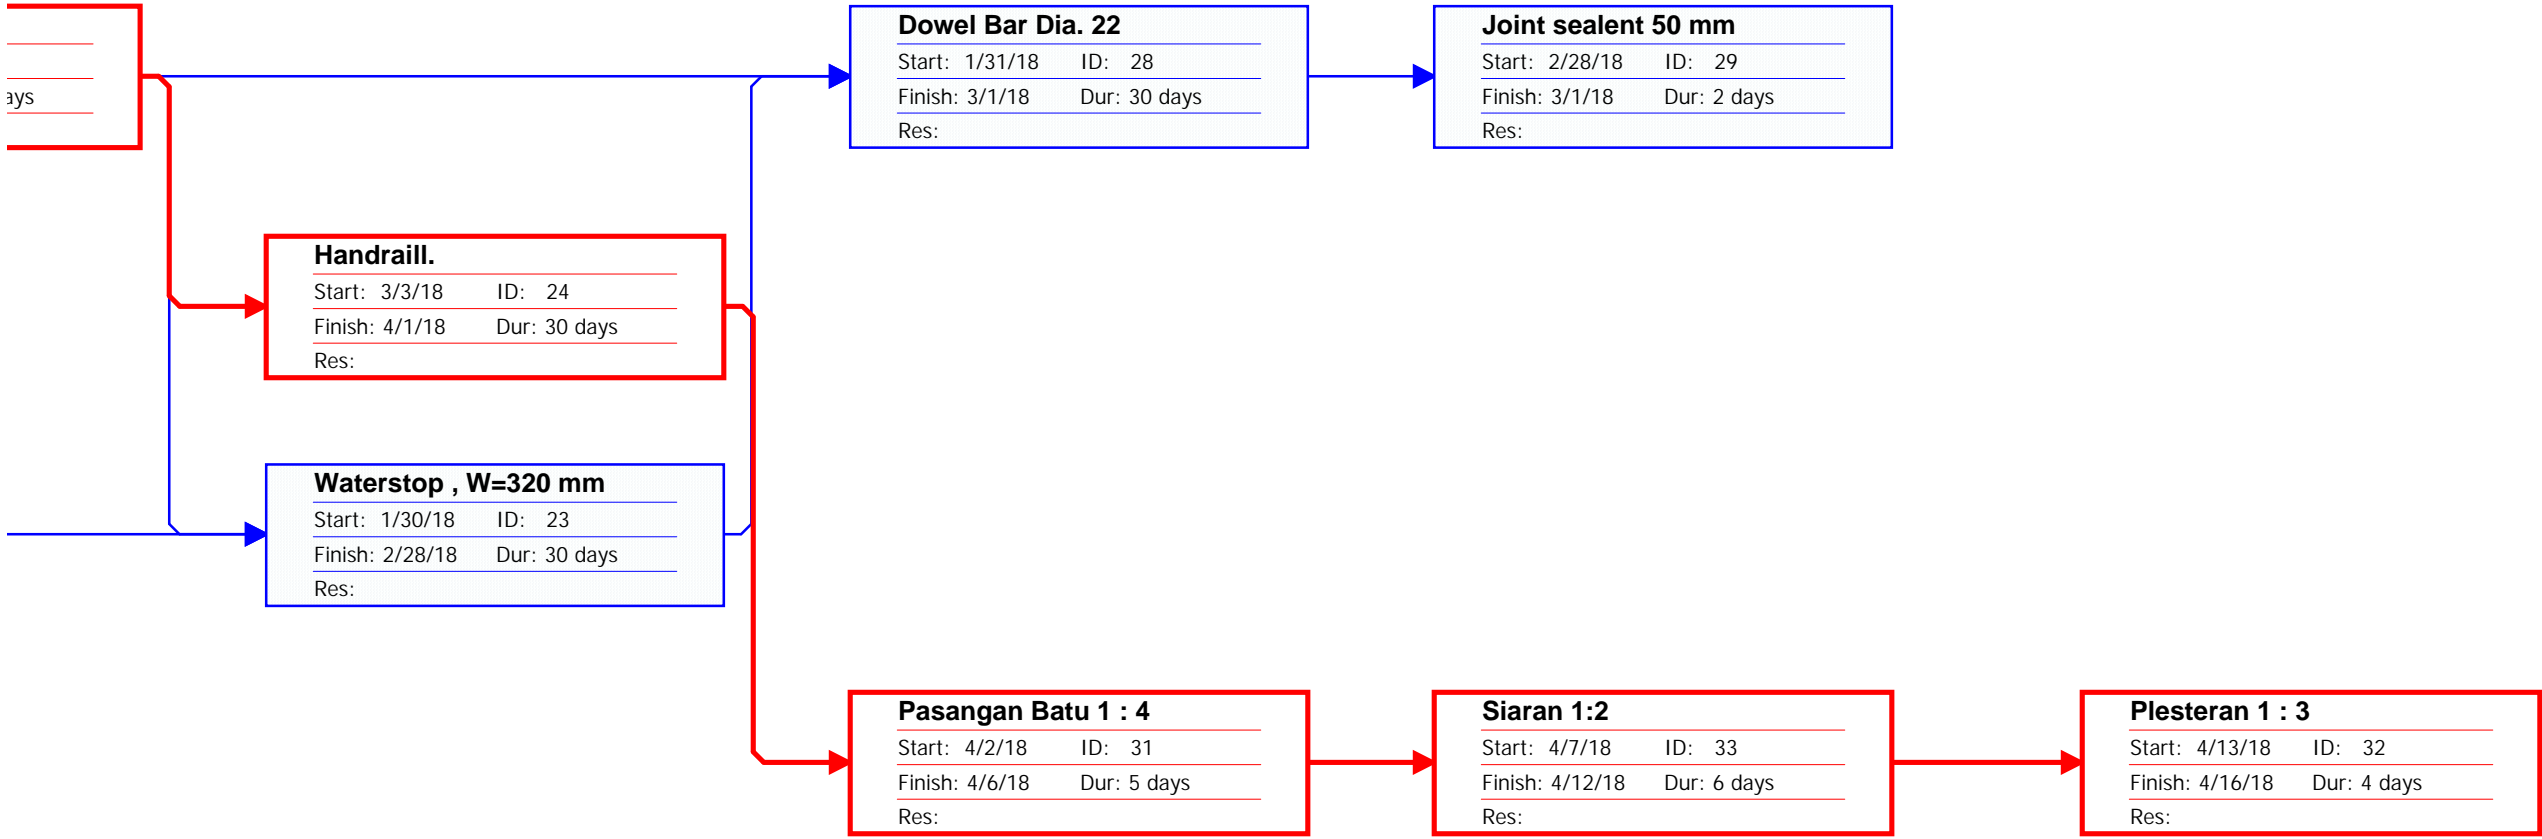 ays
Dowel Bar Dia. 22
Start: 1/31/18 ID: 28
Finish: 3/1/18 Dur: 30 days
Res:
Joint sealent 50 mm
Start: 2/28/18 ID: 29
Finish: 3/1/18 Dur: 2 days
Res:
Handraill.
Start: 3/3/18 ID: 24
Finish: 4/1/18 Dur: 30 days
Res:
Waterstop , W=320 mm
Start: 1/30/18 ID: 23
Finish: 2/28/18 Dur: 30 days
Res:
Pasangan Batu 1 : 4
Start: 4/2/18 ID: 31
Finish: 4/6/18 Dur: 5 days
Res:
Siaran 1:2
Start: 4/7/18 ID: 33
Finish: 4/12/18 Dur: 6 days
Res:
Plesteran 1 : 3
Start: 4/13/18 ID: 32
Finish: 4/16/18 Dur: 4 days
Res: